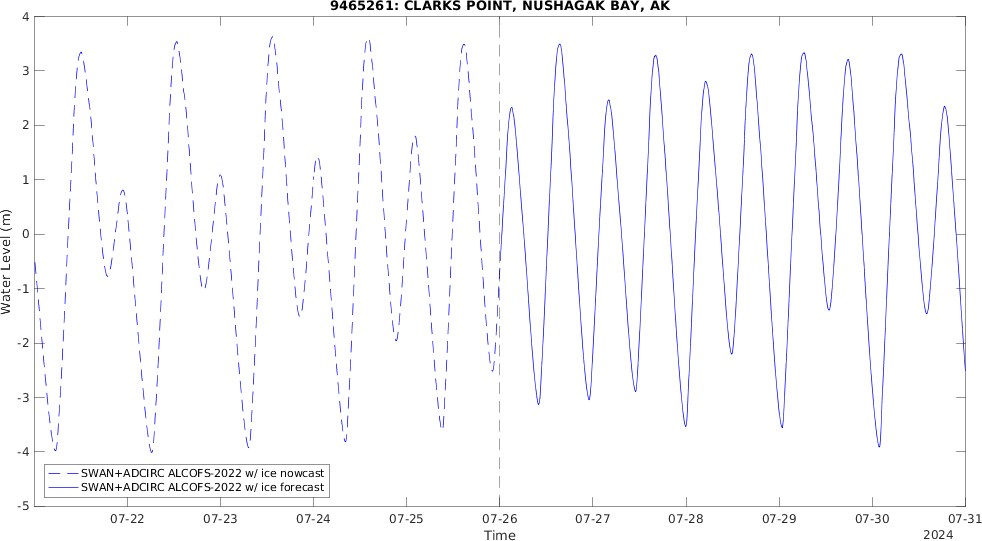 9465261: CLARKS POINT, NUSHAGAK BAY, AK
Water Level (m)
4
3
2
1
0
-1
-2
-3
-4
-5
SWAN+ADCIRC ALCOFS-2022 w/ ice nowcast
SWAN+ADCIRC ALCOFS-2022 w/ ice forecast
07-22 07-23 07-24 07-25 07-26 07-27 07-28 07-29 07-30 07-31
Time
2024